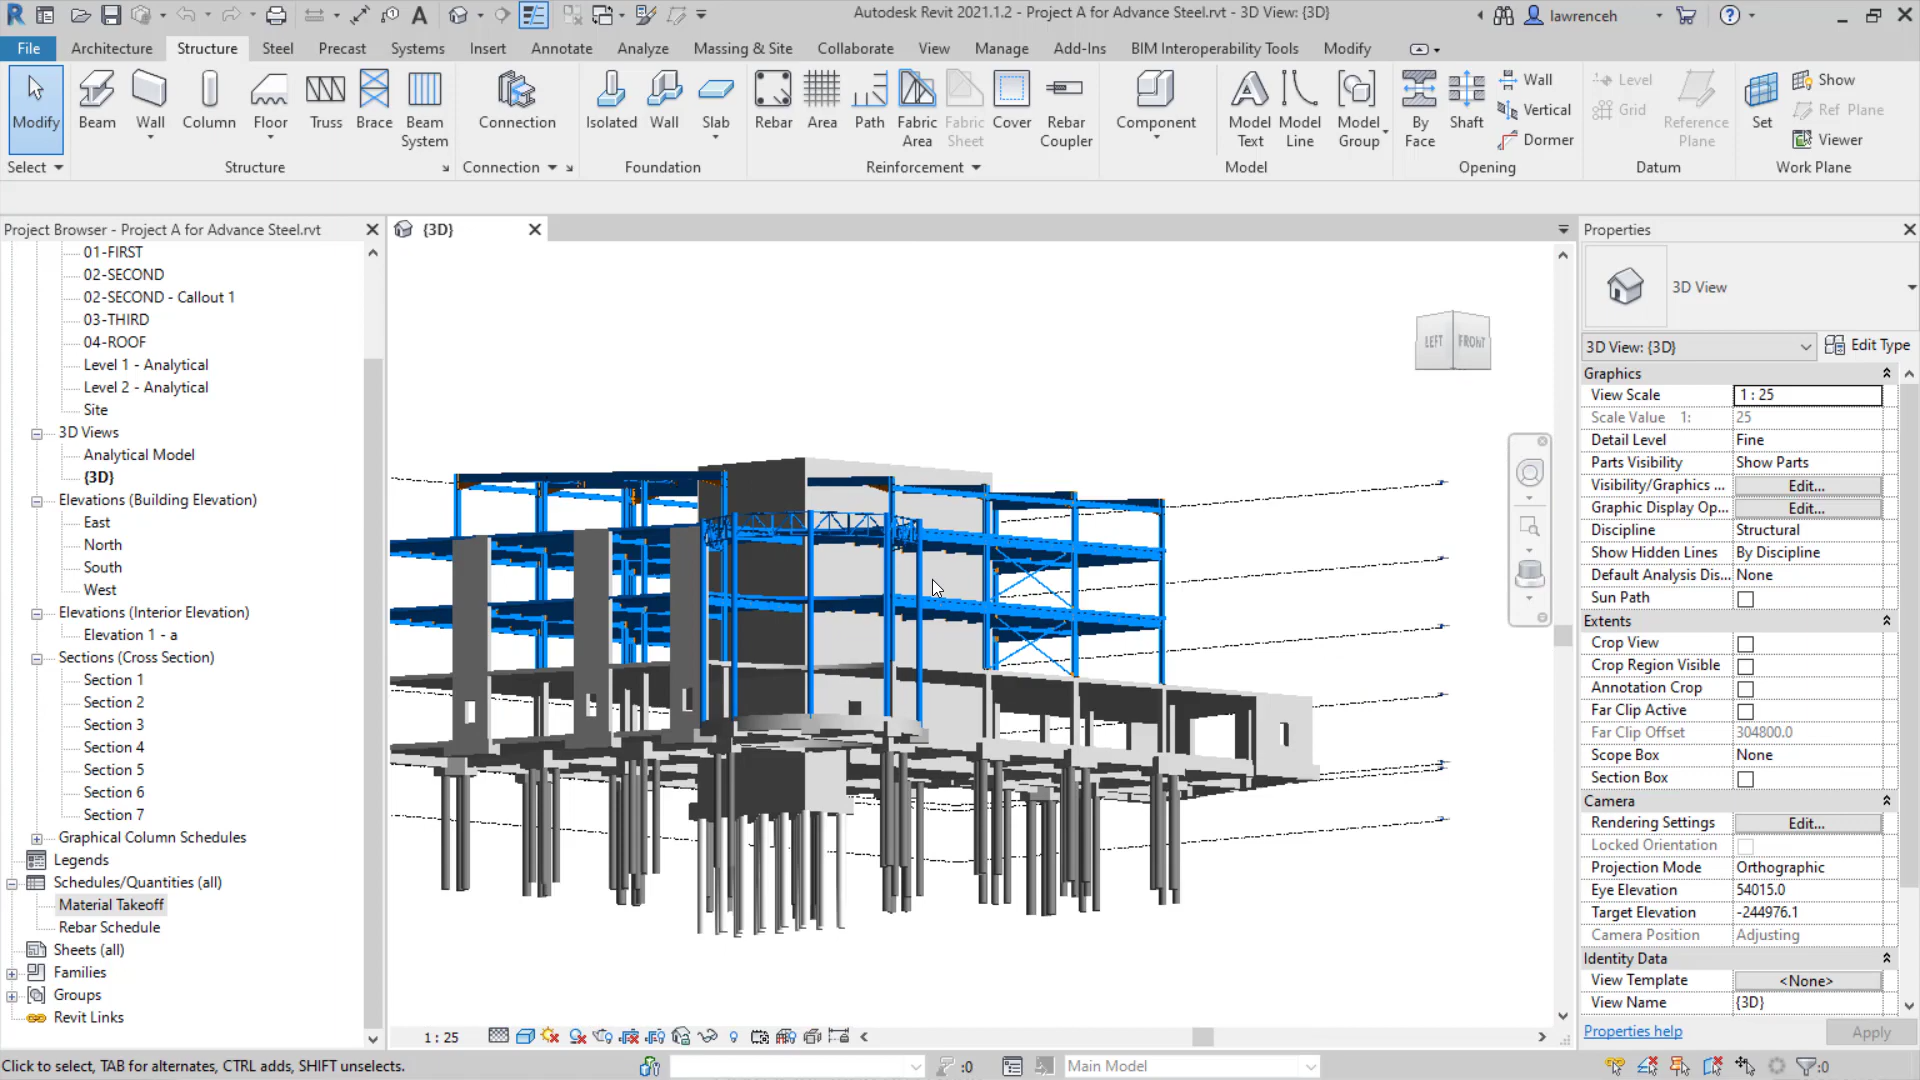 Autodesk Revit 2021.1.2 - Project A for Advance Steel.rvt - 3D View: {3D}
lawrenceh
File
Architecture
Structure
Steel
Precast
Systems
Insert
Annotate
Analyze
Massing & Site
Collaborate
View
Manage
Add-Ins
BIM Interoperability Tools
Modify
Modify
Beam
Wall
Column
Floor
Truss
Brace
Beam
System
Connection
Isolated
Wall
Slab
Rebar
Area
Path
Fabric
Area
Fabric
Sheet
Cover
Rebar
Coupler
Component
Model
Text
Model
Line
Model
Group
By
Face
Shaft
Wall
Vertical
Dormer
Level
Grid
Reference
Plane
Set
Show
Ref Plane
Viewer
Select
Structure
Connection
Foundation
Reinforcement
Model
Opening
Datum
Work Plane
Project Browser - Project A for Advance Steel.rvt
01-FIRST
02-SECOND
02-SECOND - Callout 1
03-THIRD
04-ROOF
Level 1 - Analytical
Level 2 - Analytical
Site
3D Views
Analytical Model
{3D}
Elevations (Building Elevation)
East
North
South
West
Elevations (Interior Elevation)
Elevation 1 - a
Sections (Cross Section)
Section 1
Section 2
Section 3
Section 4
Section 5
Section 6
Section 7
Graphical Column Schedules
Legends
Schedules/Quantities (all)
Material Takeoff
Rebar Schedule
Sheets (all)
Families
Groups
Revit Links
{3D}
LEFT
FRONT
1 : 25
Properties
3D View
3D View: {3D}
Edit Type
Graphics
View Scale 1 : 25
Scale Value 1: 25
Detail Level Fine
Parts Visibility Show Parts
Visibility/Graphics ... Edit...
Graphic Display Op... Edit...
Discipline Structural
Show Hidden Lines By Discipline
Default Analysis Dis... None
Sun Path
Extents
Crop View
Crop Region Visible
Annotation Crop
Far Clip Active
Far Clip Offset 304800.0
Scope Box None
Section Box
Camera
Rendering Settings Edit...
Locked Orientation
Projection Mode Orthographic
Eye Elevation 54015.0
Target Elevation -244976.1
Camera Position Adjusting
Identity Data
View Template <None>
View Name {3D}
Properties help
Apply
Click to select, TAB for alternates, CTRL adds, SHIFT unselects.
:0
Main Model
:0